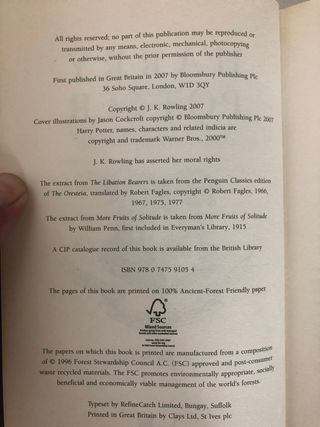 All rights reserved; no part of this publication may be reproduced or
transmitted by any means, electronic, mechanical, photocopying
or otherwise, without the prior permission of the publisher
First published in Great Britain in 2007 by Bloomsbury Publishing Plc
36 Soho Square, London, W1D 3QY
Copyright © J. K. Rowling 2007
Cover illustrations by Jason Cockcroft copyright © Bloomsbury Publishing Plc 2007
Harry Potter, names, characters and related indicia are
copyright and trademark Warner Bros., 2000™
J. K. Rowling has asserted her moral rights
The extract from The Libation Bearers is taken from the Penguin Classics edition
of The Oresteia, translated by Robert Fagles, copyright © Robert Fagles, 1966,
1967, 1975, 1977
The extract from More Fruits of Solitude is taken from More Fruits of Solitude
by William Penn, first included in Everyman's Library, 1915
A CIP catalogue record of this book is available from the British Library
ISBN 978 0 7475 9105 4
The pages of this book are printed on 100% Ancient-Forest Friendly paper
FSC
Mixed Sources
The papers on which this book is printed are manufactured from a composition
of © 1996 Forest Stewardship Council A.C. (FSC) approved and post-consumer
waste recycled materials. The FSC promotes environmentally appropriate, socially
beneficial and economically viable management of the world's forests.
Typeset by RefineCatch Limited, Bungay, Suffolk
Printed in Great Britain by Clays Ltd, St Ives plc